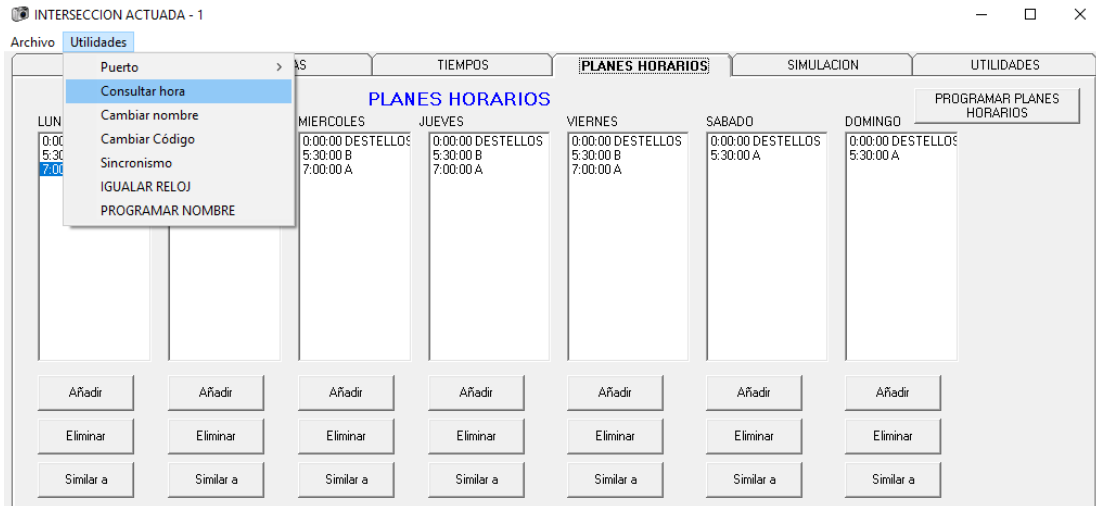 INTERSECCION ACTUADA - 1
Archivo Utilidades
AS TIEMPOS PLANES HORARIOS SIMULACION UTILIDADES
Puerto
Consultar hora
Cambiar nombre
Cambiar Código
Sincronismo
IGUALAR RELOJ
PROGRAMAR NOMBRE
PLANES HORARIOS
PROGRAMAR PLANES
HORARIOS
LUN MIERCOLES JUEVES VIERNES SABADO DOMINGO
0:00 0:00:00 DESTELLOS 0:00:00 DESTELLOS 0:00:00 DESTELLOS 0:00:00 DESTELLOS 0:00:00 DESTELLOS
5:30 5:30:00 B 5:30:00 B 5:30:00 B 5:30:00 A 5:30:00 A
7:00 7:00:00 A 7:00:00 A 7:00:00 A
Añadir Añadir Añadir Añadir Añadir Añadir Añadir
Eliminar Eliminar Eliminar Eliminar Eliminar Eliminar Eliminar
Similar a Similar a Similar a Similar a Similar a Similar a Similar a